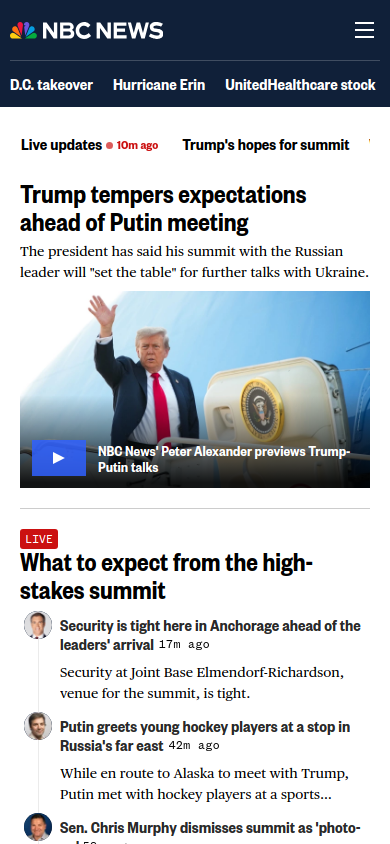 NBC NEWS
D.C. takeover Hurricane Erin UnitedHealthcare stock
Live updates 10m ago Trump's hopes for summit
Trump tempers expectations
ahead of Putin meeting
The president has said his summit with the Russian
leader will "set the table" for further talks with Ukraine.
NBC News' Peter Alexander previews Trump-
Putin talks
LIVE
What to expect from the high-
stakes summit
Security is tight here in Anchorage ahead of the
leaders' arrival 17m ago
Security at Joint Base Elmendorf-Richardson,
venue for the summit, is tight.
Putin greets young hockey players at a stop in
Russia's far east 42m ago
While en route to Alaska to meet with Trump,
Putin met with hockey players at a sports...
Sen. Chris Murphy dismisses summit as 'photo-